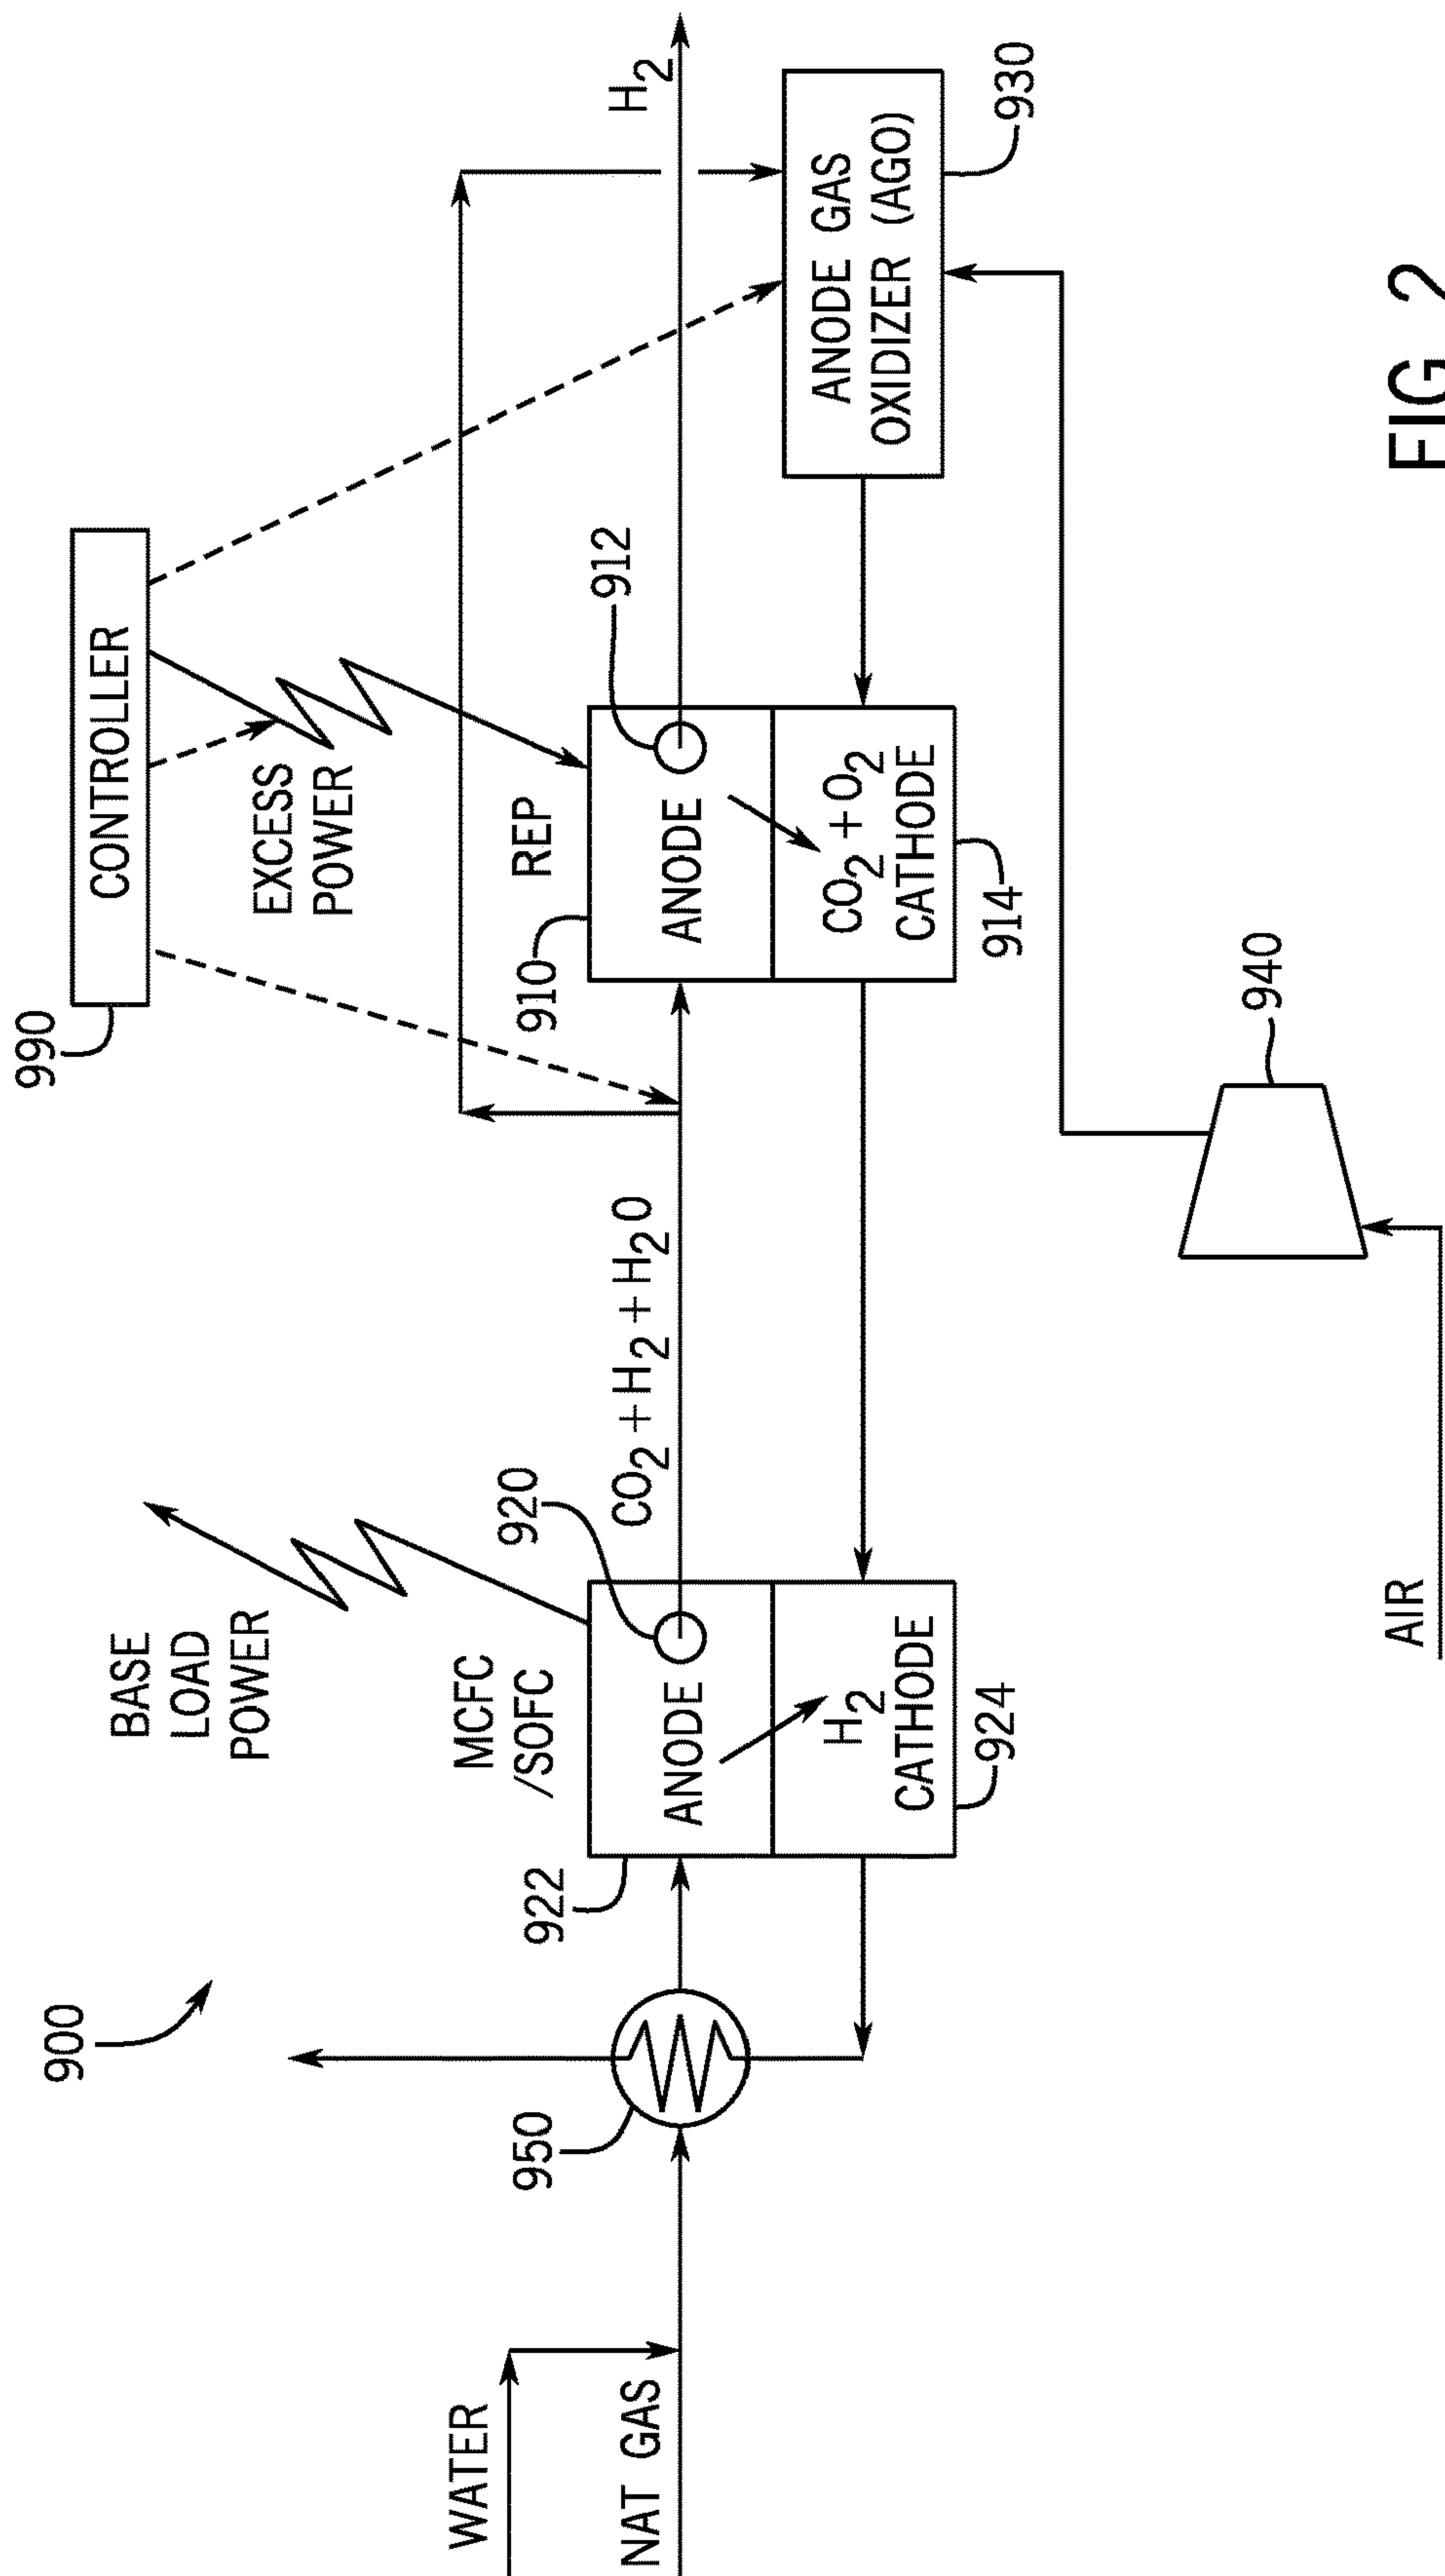 900
BASE
LOAD
POWER
990
CONTROLLER
EXCESS
POWER
WATER
NAT GAS
950
922
MCFC
/SOFC
920
ANODE
H2
CATHODE
924
CO2 + H2 + H2O
910
REP
912
ANODE
CO2 + O2
CATHODE
914
H2
ANODE GAS
OXIDIZER (AGO)
930
940
AIR
FIG 2